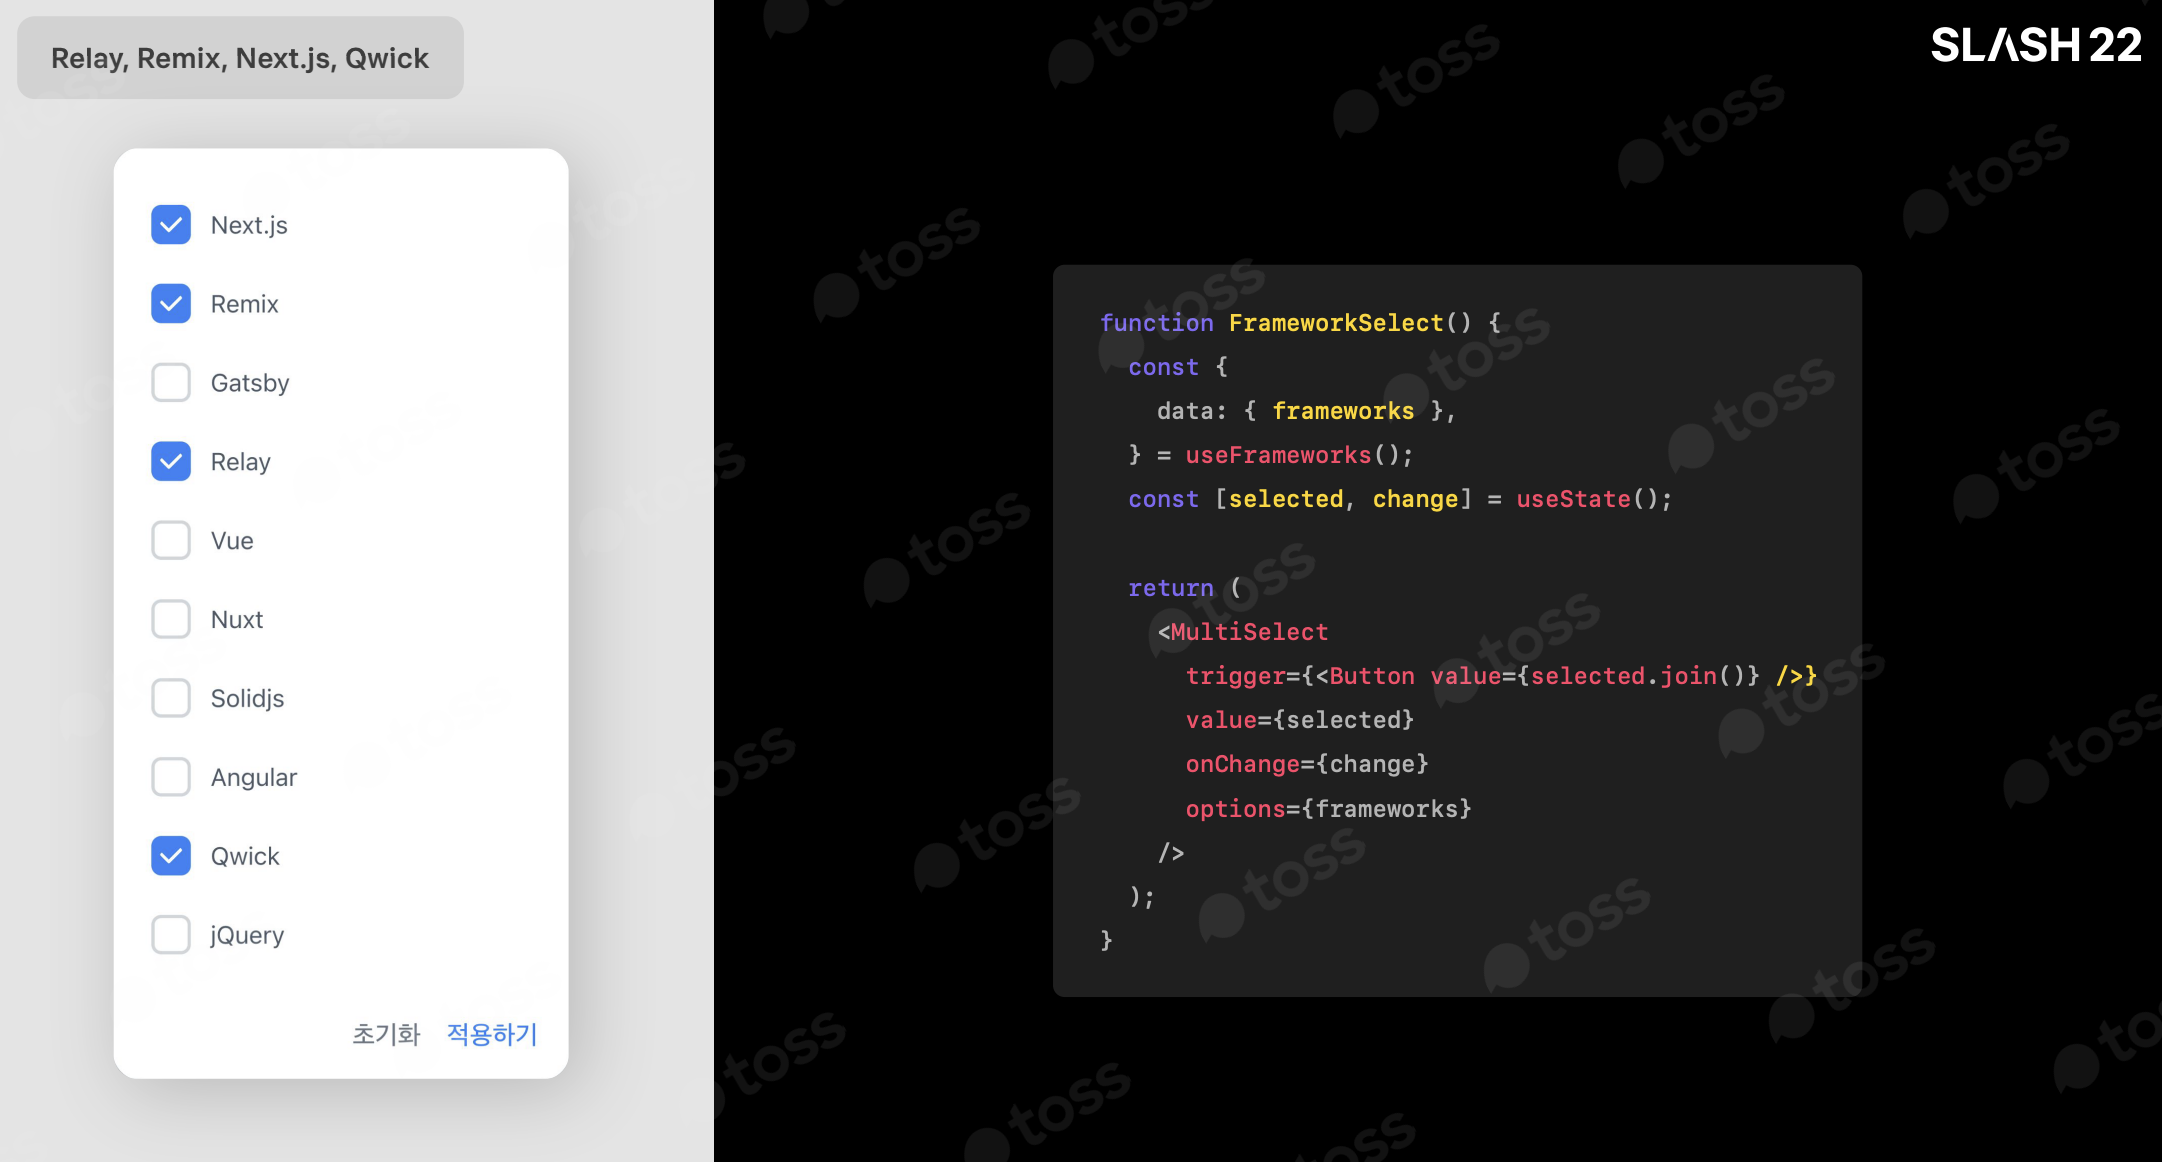 Relay, Remix, Next.js, Qwick
Next.js
Remix
Gatsby
Relay
Vue
Nuxt
Solidjs
Angular
Qwick
jQuery
초기화 적용하기
SLASH 22
function FrameworkSelect() {
  const {
    data: { frameworks },
  } = useFrameworks();
  const [selected, change] = useState();

  return (
    <MultiSelect
      trigger={<Button value={selected.join()} />}
      value={selected}
      onChange={change}
      options={frameworks}
    />
  );
}
toss